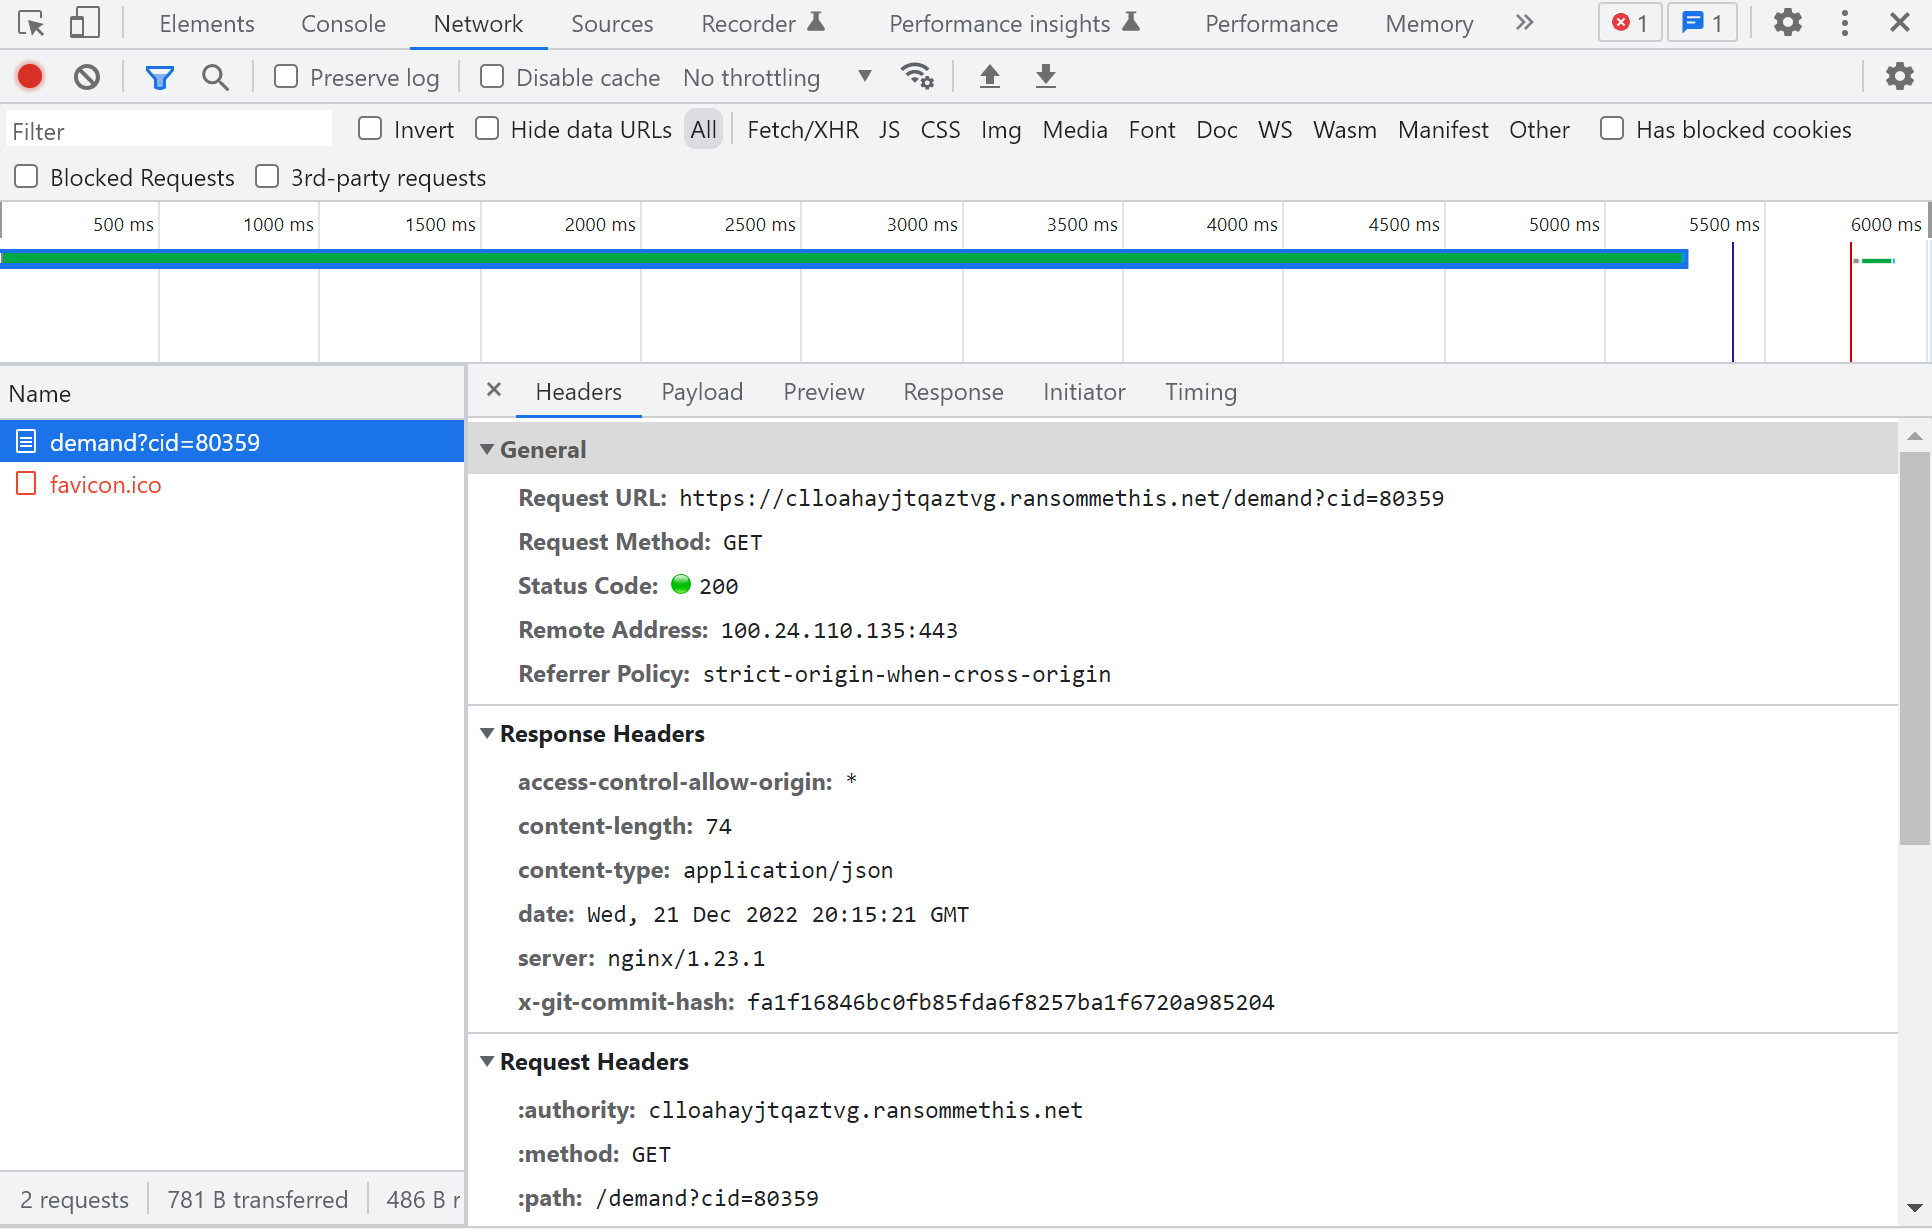 Elements Console Network Sources Recorder Performance insights Performance Memory 1 1
Preserve log Disable cache No throttling
Filter Invert Hide data URLs All Fetch/XHR JS CSS Img Media Font Doc WS Wasm Manifest Other Has blocked cookies
Blocked Requests 3rd-party requests
500 ms 1000 ms 1500 ms 2000 ms 2500 ms 3000 ms 3500 ms 4000 ms 4500 ms 5000 ms 5500 ms 6000 ms
Name
demand?cid=80359
favicon.ico
2 requests 781 B transferred 486 B r
Headers Payload Preview Response Initiator Timing
General
Request URL: https://clloahayjtqaztvg.ransommethis.net/demand?cid=80359
Request Method: GET
Status Code: 200
Remote Address: 100.24.110.135:443
Referrer Policy: strict-origin-when-cross-origin
Response Headers
access-control-allow-origin: *
content-length: 74
content-type: application/json
date: Wed, 21 Dec 2022 20:15:21 GMT
server: nginx/1.23.1
x-git-commit-hash: fa1f16846bc0fb85fda6f8257ba1f6720a985204
Request Headers
:authority: clloahayjtqaztvg.ransommethis.net
:method: GET
:path: /demand?cid=80359